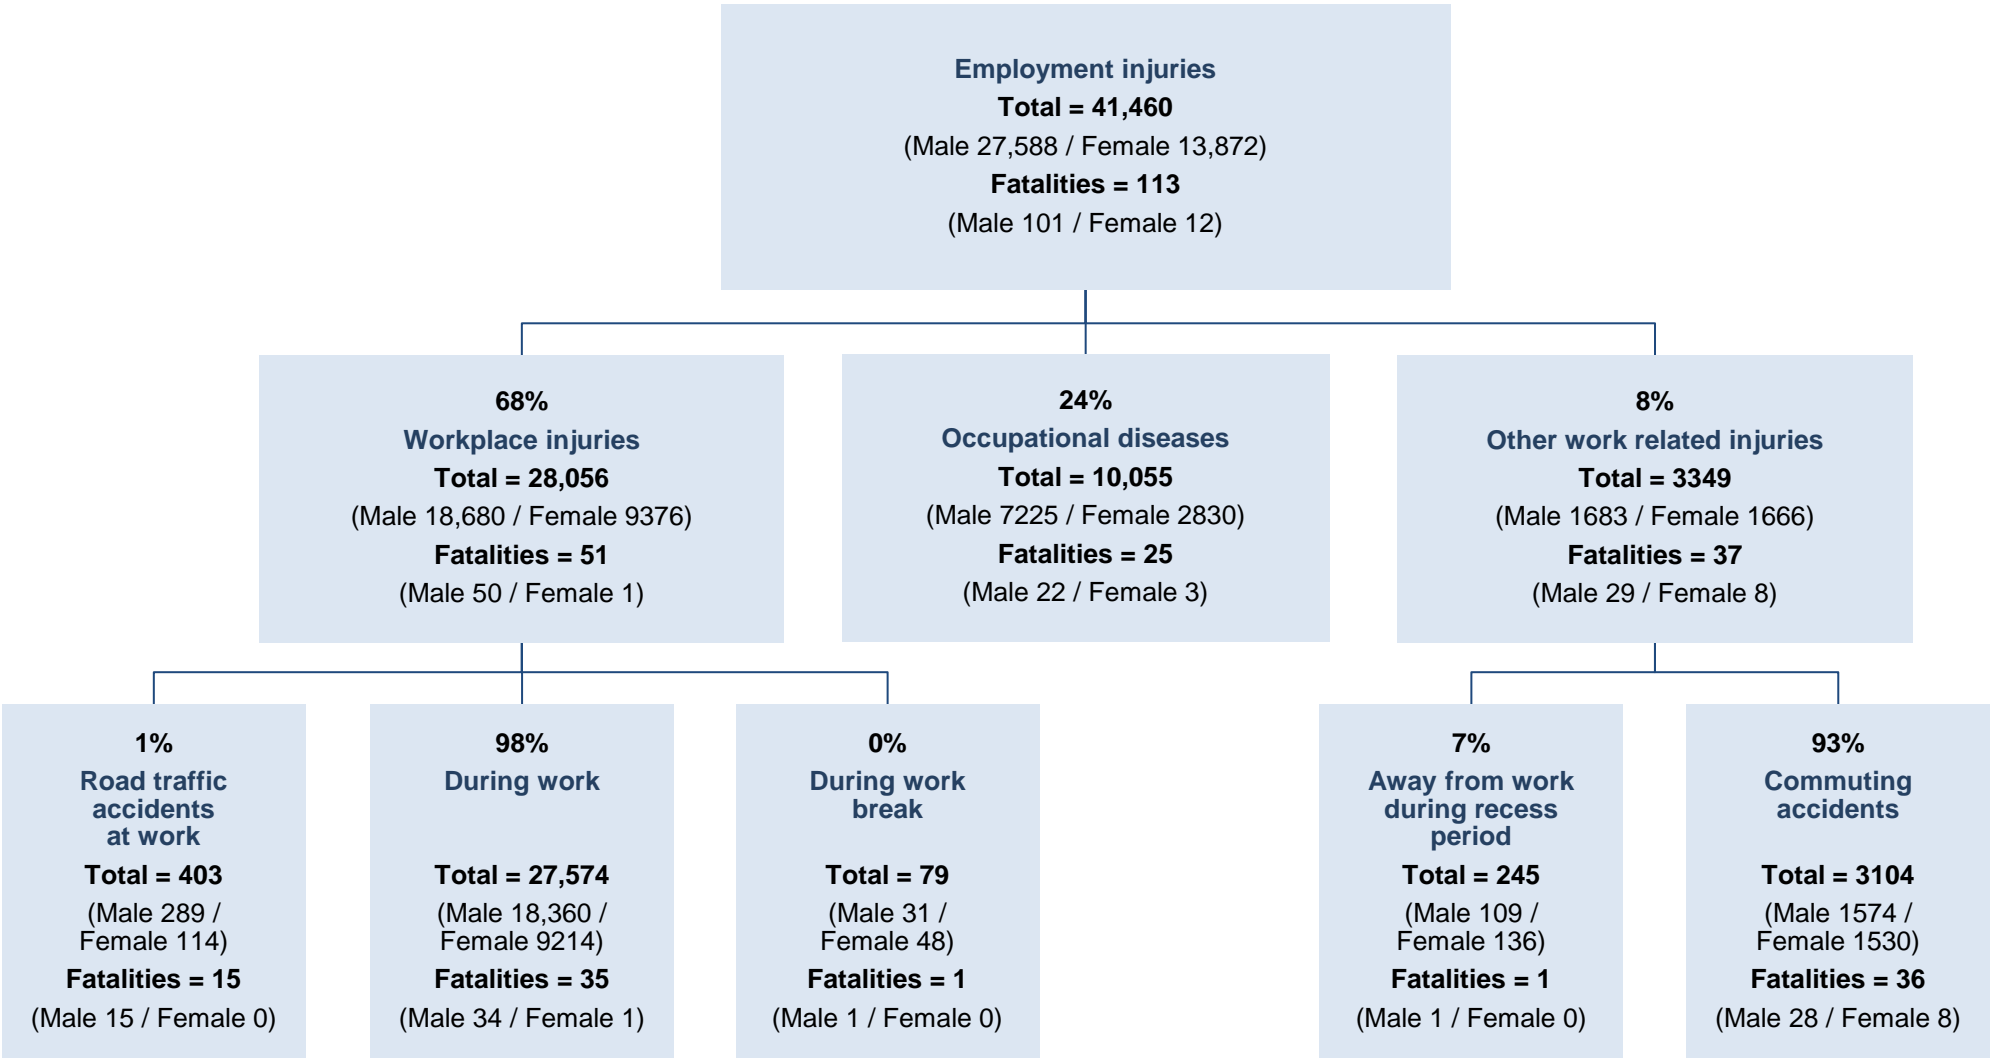 Employment injuries
Total = 41,460
(Male 27,588 / Female 13,872)
Fatalities = 113
(Male 101 / Female 12)
68%
Workplace injuries
Total = 28,056
(Male 18,680 / Female 9376)
Fatalities = 51
(Male 50 / Female 1)
24%
Occupational diseases
Total = 10,055
(Male 7225 / Female 2830)
Fatalities = 25
(Male 22 / Female 3)
8%
Other work related injuries
Total = 3349
(Male 1683 / Female 1666)
Fatalities = 37
(Male 29 / Female 8)
1%
Road traffic
accidents
at work
Total = 403
(Male 289 /
Female 114)
Fatalities = 15
(Male 15 / Female 0)
98%
During work
Total = 27,574
(Male 18,360 /
Female 9214)
Fatalities = 35
(Male 34 / Female 1)
0%
During work
break
Total = 79
(Male 31 /
Female 48)
Fatalities = 1
(Male 1 / Female 0)
7%
Away from work
during recess
period
Total = 245
(Male 109 /
Female 136)
Fatalities = 1
(Male 1 / Female 0)
93%
Commuting
accidents
Total = 3104
(Male 1574 /
Female 1530)
Fatalities = 36
(Male 28 / Female 8)